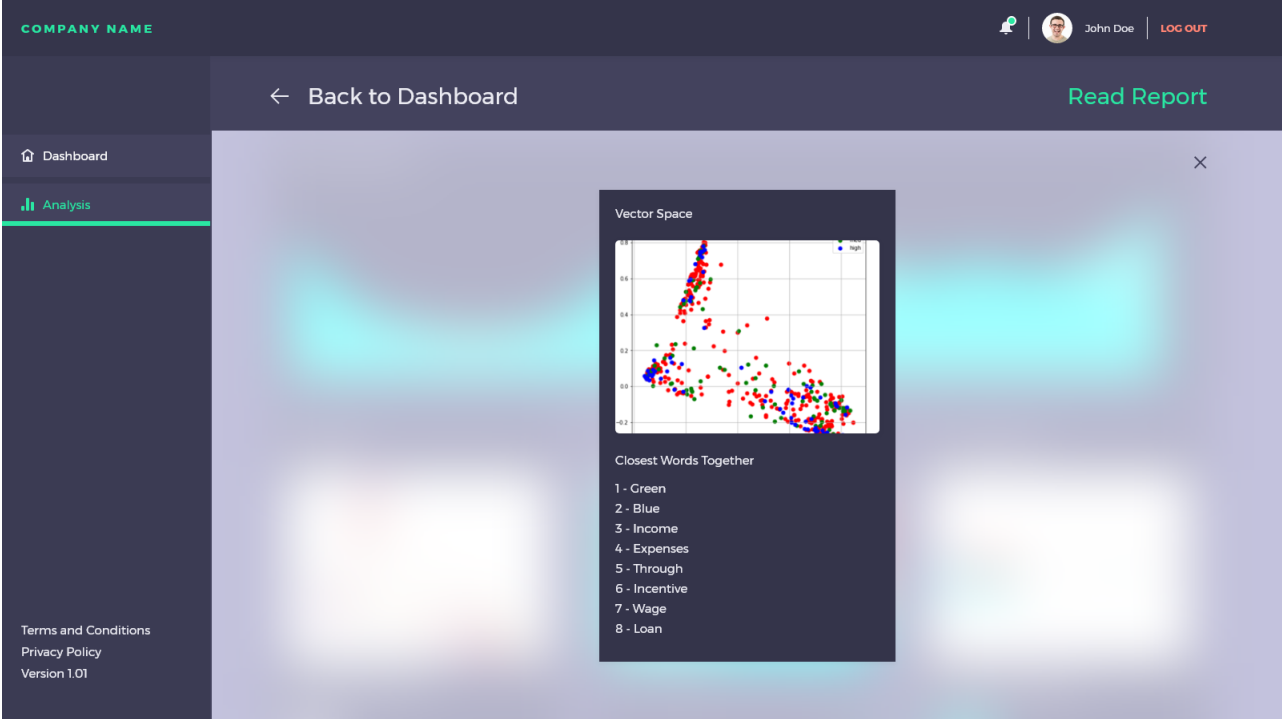 COMPANY NAME
John Doe
LOG OUT
Back to Dashboard
Read Report
Dashboard
Analysis
Vector Space
high
0.8
0.6
0.4
0.2
0.0
-0.2
Closest Words Together
1 - Green
2 - Blue
3 - Income
4 - Expenses
5 - Through
6 - Incentive
7 - Wage
8 - Loan
Terms and Conditions
Privacy Policy
Version 1.01